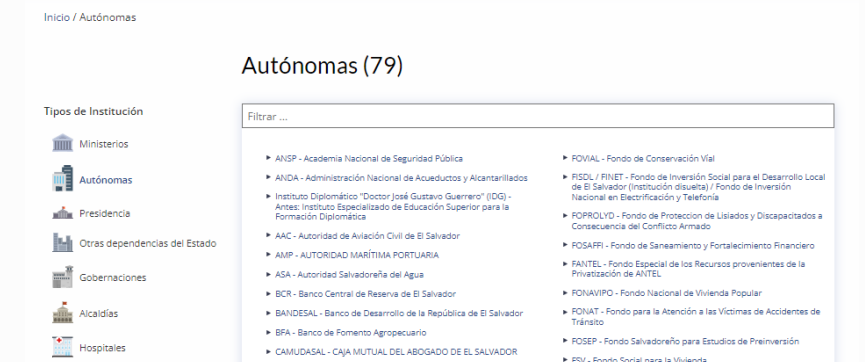 Inicio / Autónomas
Autónomas (79)
Tipos de Institución
Ministerios
Autónomas
Presidencia
Otras dependencias del Estado
Gobernaciones
Alcaldías
Hospitales
Filtrar ...
ANSP - Academia Nacional de Seguridad Pública
ANDA - Administración Nacional de Acueductos y Alcantarillados
Instituto Diplomático "Doctor José Gustavo Guerrero" (IDG) -
Antes: Instituto Especializado de Educación Superior para la
Formación Diplomática
AAC - Autoridad de Aviación Civil de El Salvador
AMP - AUTORIDAD MARÍTIMA PORTUARIA
ASA - Autoridad Salvadoreña del Agua
BCR - Banco Central de Reserva de El Salvador
BANDESAL - Banco de Desarrollo de la República de El Salvador
BFA - Banco de Fomento Agropecuario
CAMUDASAL - CAJA MUTUAL DEL ABOGADO DE EL SALVADOR
FOVIAL - Fondo de Conservación Víal
FISDL / FINET - Fondo de Inversión Social para el Desarrollo Local
de El Salvador (Institución disuelta) / Fondo de Inversión
Nacional en Electrificación y Telefonía
FOPROLYD - Fondo de Proteccion de Lisiados y Discapacitados a
Consecuencia del Conflicto Armado
FOSAFFI - Fondo de Saneamiento y Fortalecimiento Financiero
FANTEL - Fondo Especial de los Recursos provenientes de la
Privatización de ANTEL
FONAVIPO - Fondo Nacional de Vivienda Popular
FONAT - Fondo para la Atención a las Víctimas de Accidentes de
Tránsito
FOSEP - Fondo Salvadoreño para Estudios de Preinversión
FSV - Fondo Social para la Vivienda